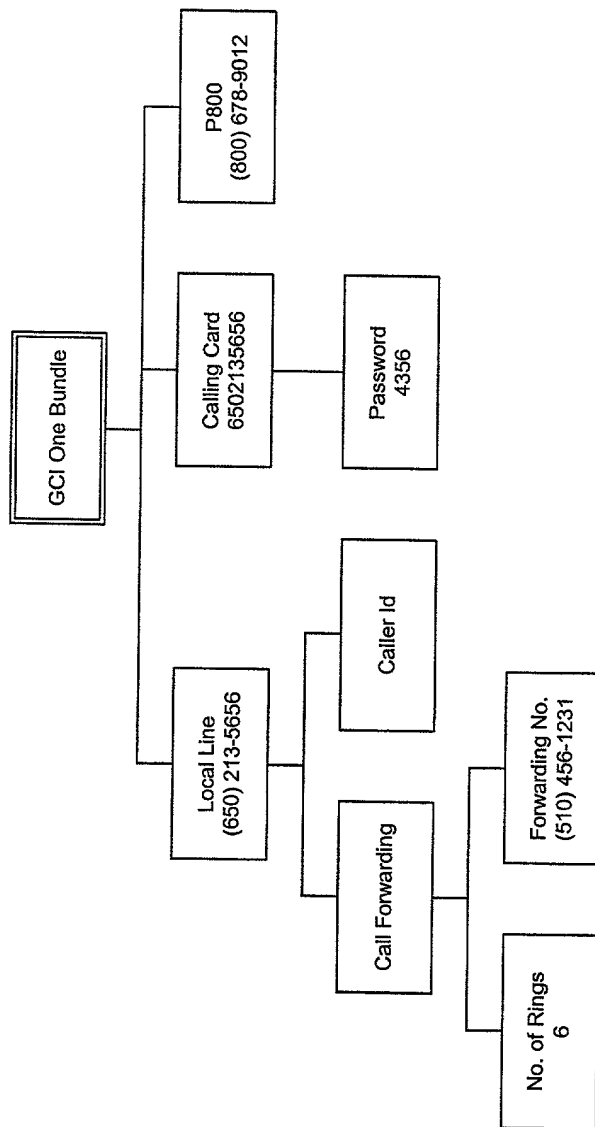 GCI One Bundle
Local Line
(650) 213-5656
Calling Card
6502135656
P800
(800) 678-9012
Call Forwarding
Caller Id
Password
4356
No. of Rings
6
Forwarding No.
(510) 456-1231